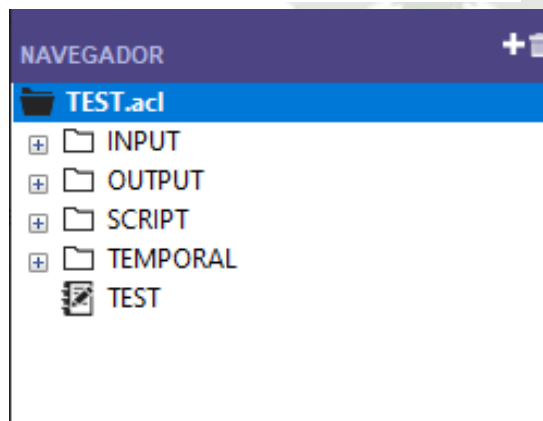 NAVEGADOR
TEST.acl
INPUT
OUTPUT
SCRIPT
TEMPORAL
TEST